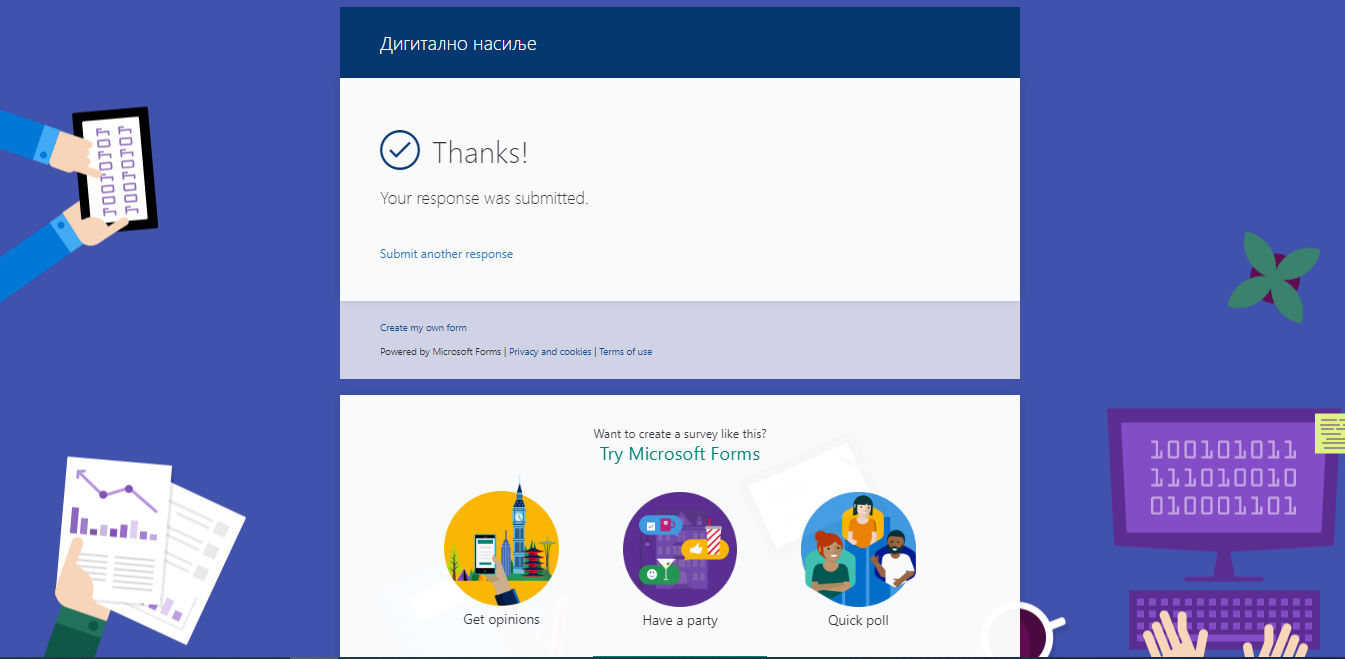 Дигитално насиље
Thanks!
Your response was submitted.
Submit another response
Create my own form
Powered by Microsoft Forms | Privacy and cookies | Terms of use
Want to create a survey like this?
Try Microsoft Forms
Get opinions
Have a party
Quick poll
100101011
111010010
010001101